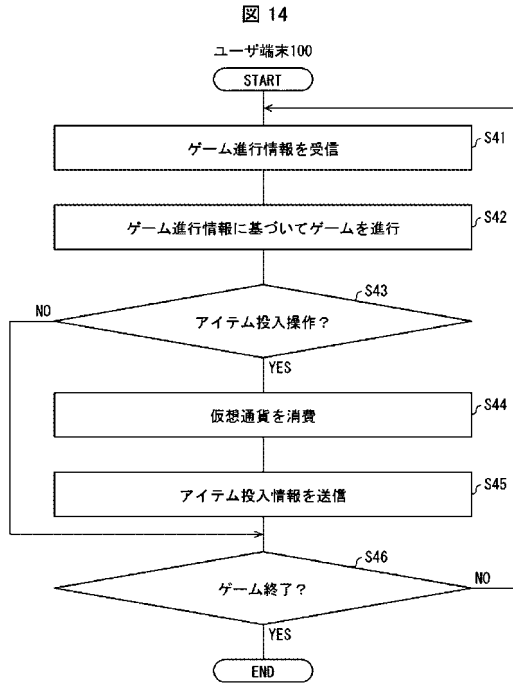 図 14
ユーザ端末100
START
ゲーム進行情報を受信
S41
ゲーム進行情報に基づいてゲームを進行
S42
S43
NO
アイテム投入操作？
YES
仮想通貨を消費
S44
アイテム投入情報を送信
S45
S46
ゲーム終了？
NO
YES
END